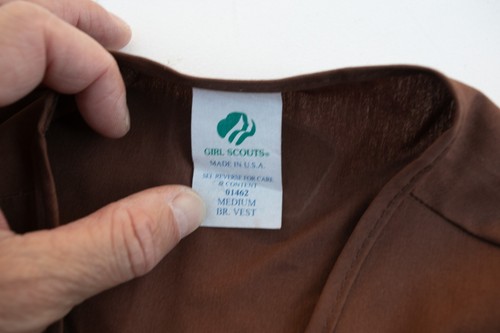 GIRL SCOUTS®
MADE IN U.S.A.
SEE REVERSE FOR CARE
& CONTENT
01462
MEDIUM
BR. VEST